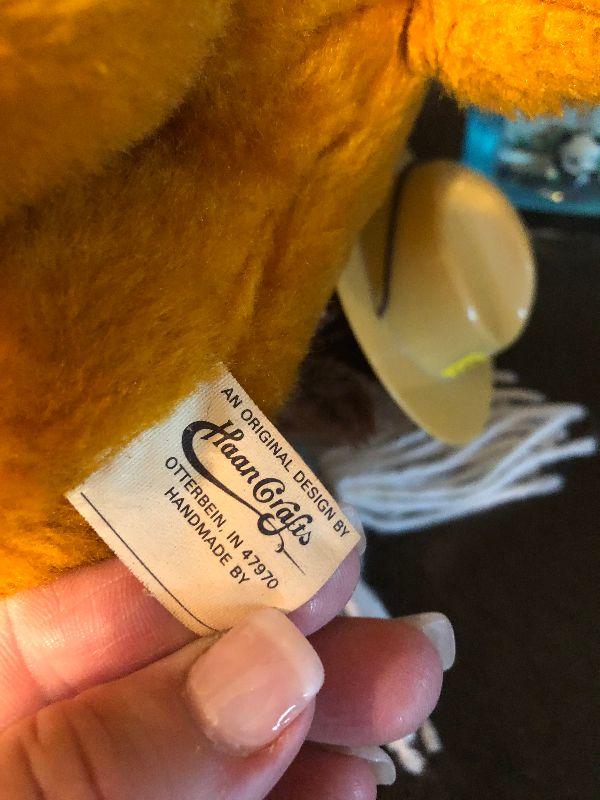 AN ORIGINAL DESIGN BY
HaanCrafts
OTTERBEIN, IN 47970
HANDMADE BY